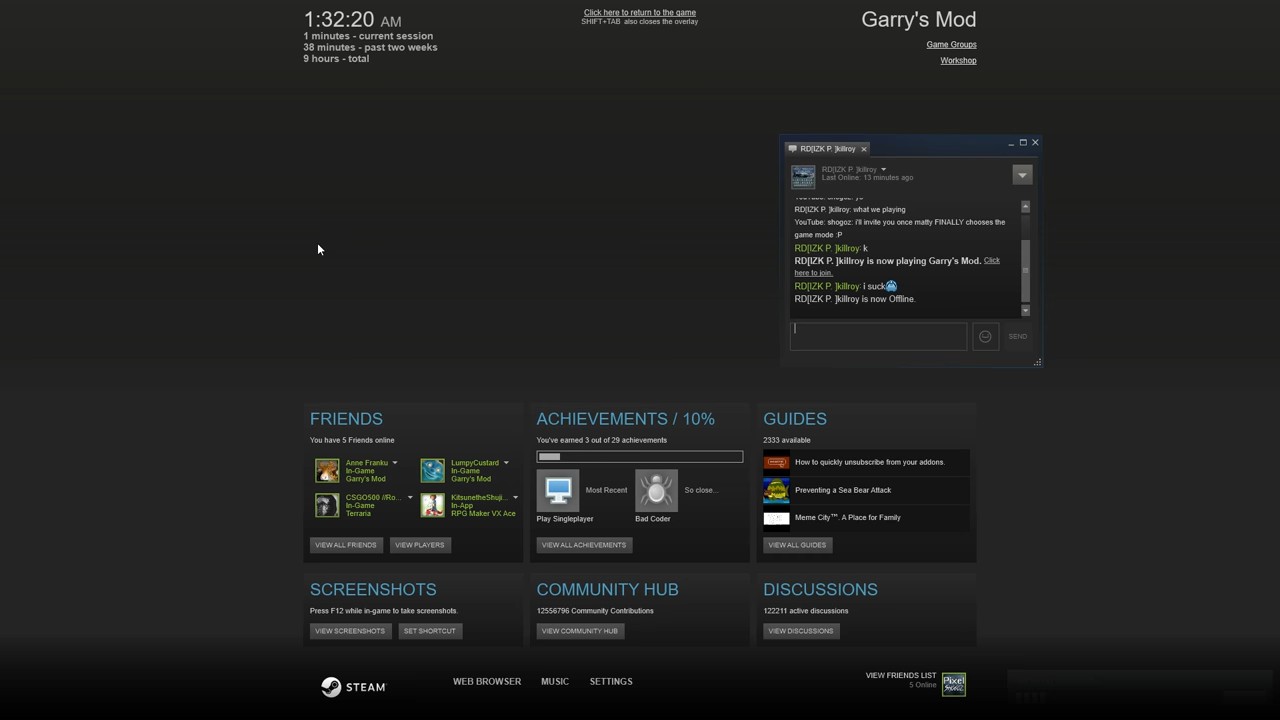 1:32:20 AM
1 minutes - current session
38 minutes - past two weeks
9 hours - total
Click here to return to the game
SHIFT+TAB also closes the overlay
Garry's Mod
Game Groups
Workshop
RD[IZK P. ]killroy
RD[IZK P. ]killroy
Last Online: 13 minutes ago
YouTube: shogoz: yo
RD[IZK P. ]killroy: what we playing
YouTube: shogoz: i'll invite you once matty FINALLY chooses the
game mode :P
RD[IZK P. ]killroy: k
RD[IZK P. ]killroy is now playing Garry's Mod. Click
here to join.
RD[IZK P. ]killroy: i suck
RD[IZK P. ]killroy is now Offline.
SEND
FRIENDS
You have 5 Friends online
Anne Franku
In-Game
Garry's Mod
LumpyCustard
In-Game
Garry's Mod
CSGO500 //Ro...
In-Game
Terraria
KitsunetheShuji...
In-App
RPG Maker VX Ace
VIEW ALL FRIENDS
VIEW PLAYERS
ACHIEVEMENTS / 10%
You've earned 3 out of 29 achievements
Most Recent
So close...
Play Singleplayer
Bad Coder
VIEW ALL ACHIEVEMENTS
GUIDES
2333 available
How to quickly unsubscribe from your addons.
Preventing a Sea Bear Attack
Meme City™. A Place for Family
VIEW ALL GUIDES
SCREENSHOTS
Press F12 while in-game to take screenshots.
VIEW SCREENSHOTS
SET SHORTCUT
COMMUNITY HUB
12556796 Community Contributions
VIEW COMMUNITY HUB
DISCUSSIONS
122211 active discussions
VIEW DISCUSSIONS
STEAM
WEB BROWSER
MUSIC
SETTINGS
VIEW FRIENDS LIST
5 Online
Pixel